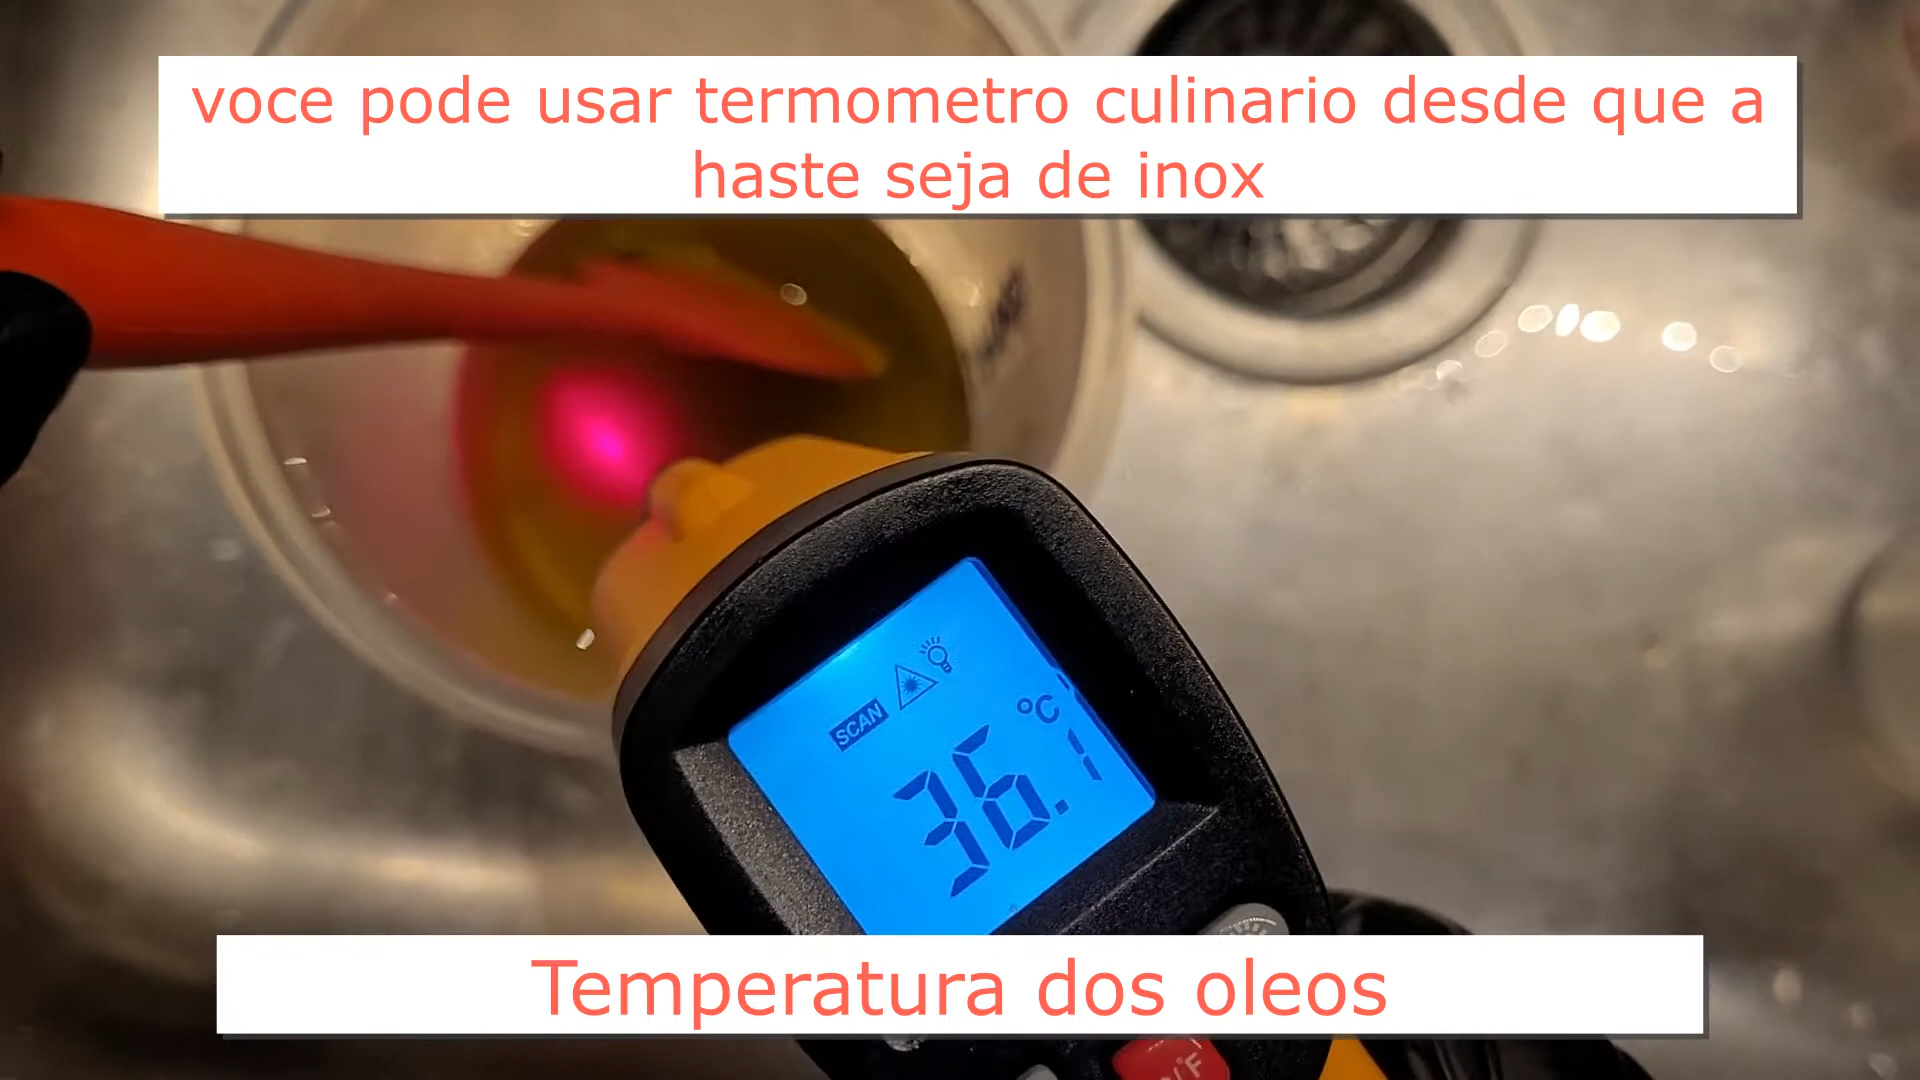 voce pode usar termometro culinario desde que a
haste seja de inox
SCAN
°C
36.1
Temperatura dos oleos
°/°F